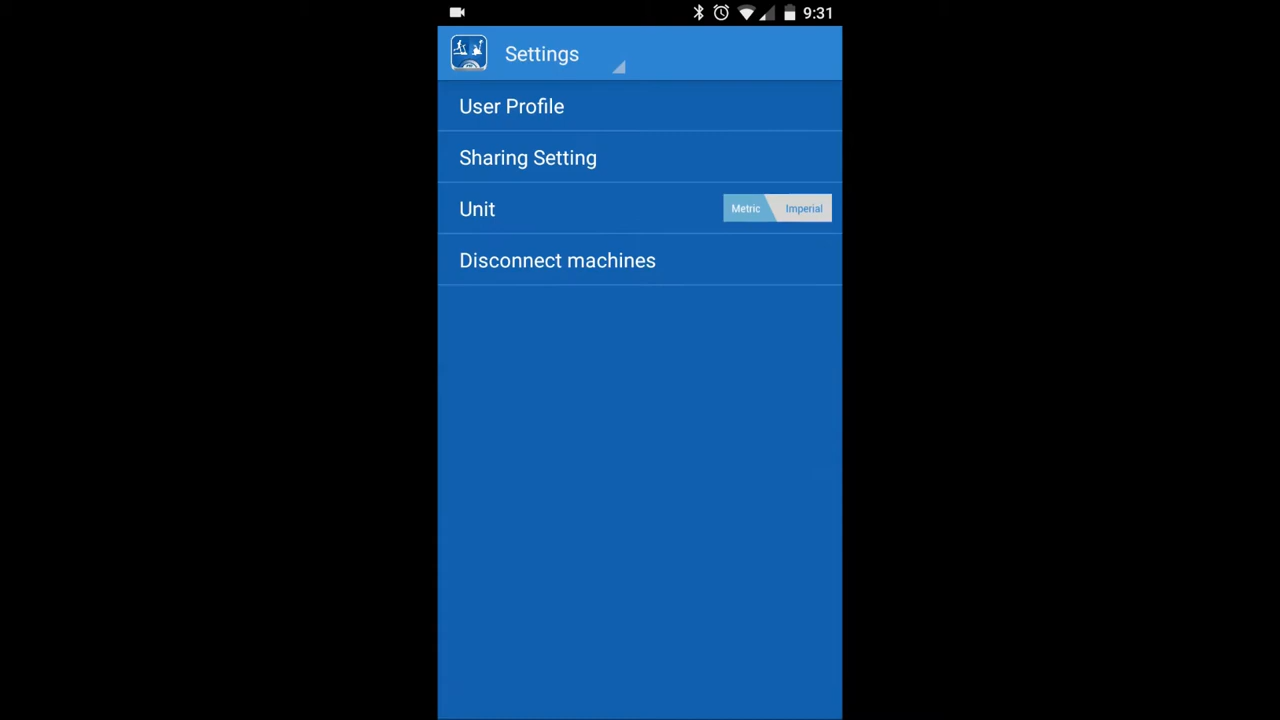 9:31
Settings
User Profile
Sharing Setting
Unit
Metric
Imperial
Disconnect machines